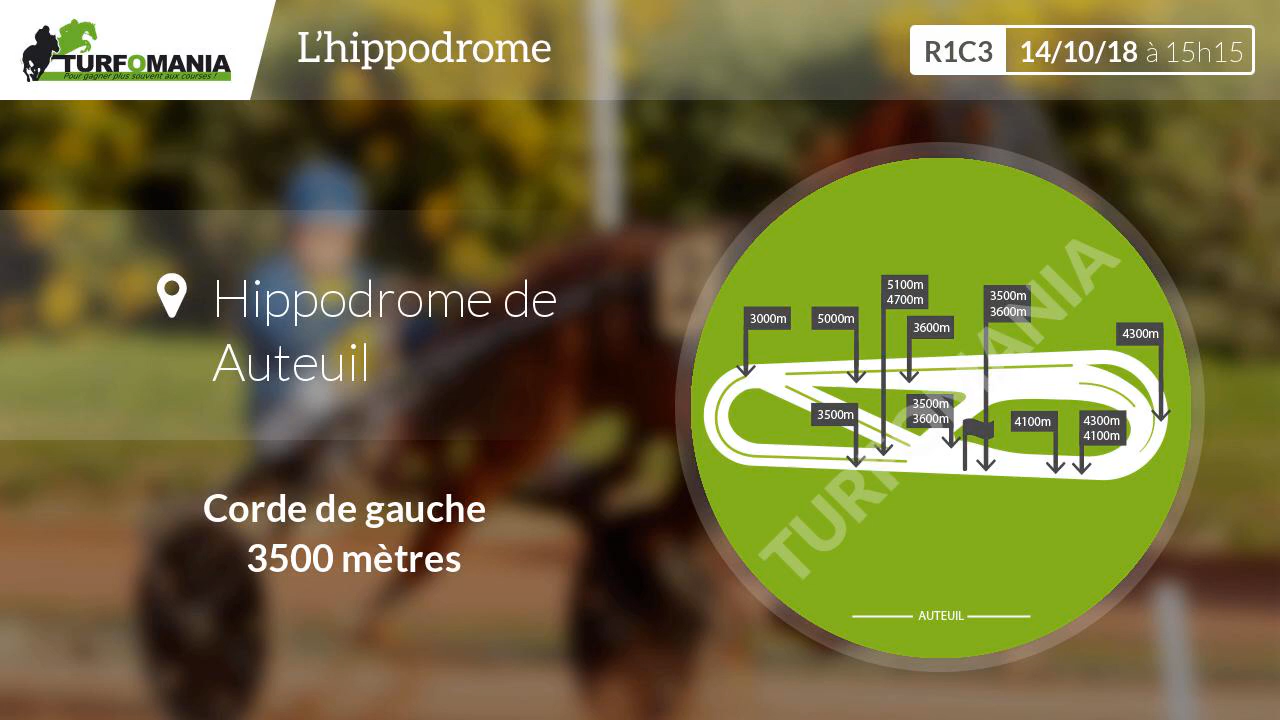 TURFOMANIA
Pour gagner plus souvent aux courses !
L'hippodrome
R1C3 14/10/18 à 15h15
Hippodrome de
Auteuil
Corde de gauche
3500 mètres
5100m
4700m
3500m
3600m
3000m
5000m
3600m
4300m
3500m
3500m
3600m
4100m
4300m
4100m
TURFOMANIA
AUTEUIL